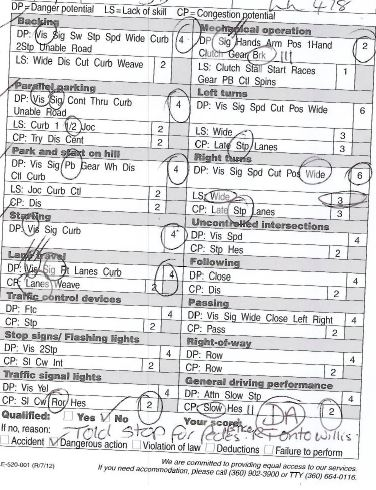 DP=Danger potential LS=Lack of skill CP=Congestion potential
Backing
DP: Vis Sig Sw Stp Spd Wide Curb 4
2Stp Unable Road
LS: Wide Dis Cut Curb Weave 2
Parallel parking
DP: Vis Sig Cont Thru Curb 4
Unable Road
LS: Curb 1 1/2 Joc 2
CP: Try Dis Cent 2
Park and start on hill
DP: Vis Sig Pb Gear Wh Dis 4
Ctl Curb
LS: Joc Curb Ctl 2
CP: Dis 2
Starting
DP: Vis Sig Curb 4
Lane travel
DP: Vis Sig Rt Lanes Curb 4
CP: Lanes Weave 2
Traffic control devices
DP: Ftc 4
CP: Stp 2
Stop signs/ Flashing lights
DP: Vis 2Stp 4
CP: Sl Cw Int 2
Traffic signal lights
DP: Vis Yel 4
CP: Sl Cw Ror Hes 2
Mechanical operation
DP: Sig Hands Arm Pos 1Hand 2
Clutch Gear Brk
LS: Clutch Stall Start Races 1
Gear PB Ctl Spins
Left turns
DP: Vis Sig Spd Cut Pos Wide 6
LS: Wide 3
CP: Late Stp Lanes 3
Right turns
DP: Vis Sig Spd Cut Pos Wide 6
LS: Wide 3
CP: Late Stp Lanes 3
Uncontrolled intersections
DP: Vis Spd 4
CP: Stp Hes 2
Following
DP: Close 4
CP: Dis 2
Passing
DP: Vis Sig Wide Close Left Right 4
CP: Pass 2
Right-of-way
DP: Row 4
CP: Row 2
General driving performance
DP: Attn Slow Stp 4
CP: Slow Hes 2
Qualified: Yes No Your score: DA
If no, reason: Told stop for onto Willis
Accident Dangerous action Violation of law Deductions Failure to perform
E-520-001 (R/7/12) We are committed to providing equal access to our services.
If you need accommodation, please call (360) 902-3900 or TTY (360) 664-0116.